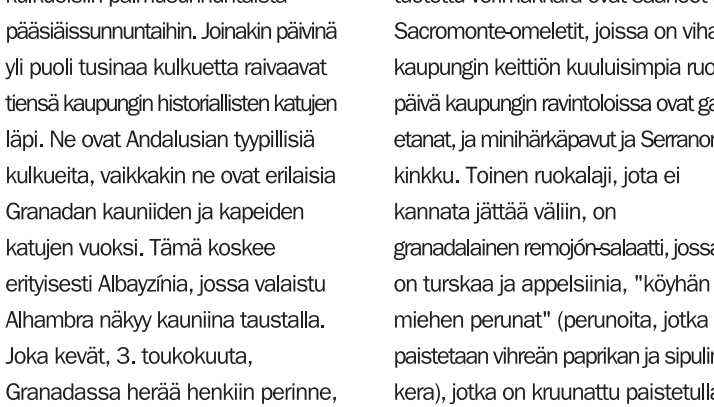 pääsiäissunnuntaihin. Joinakin päivinä
yli puoli tusinaa kulkuetta raivaavat
tiensä kaupungin historiallisten katujen
läpi. Ne ovat Andalusian tyypillisiä
kulkueita, vaikkakin ne ovat erilaisia
Granadan kauniiden ja kapeiden
katujen vuoksi. Tämä koskee
erityisesti Albayzínia, jossa valaistu
Alhambra näkyy kauniina taustalla.
Joka kevät, 3. toukokuuta,
Granadassa herää henkiin perinne,
Sacromonte-omeletit, joissa on
kaupungin keittiön kuuluisimpia
päivä kaupungin ravintoloissa ovat
etanat, ja minihärkäpavut ja
kinkku. Toinen ruokalaji, jota ei
kannata jättää väliin, on
granadalainen remojón-salaatti,
on turskaa ja appelsiinia, "köyhän
miehen perunat" (perunoita, jotka
paistetaan vihreän paprikan ja
kera), jotka on kruunattu